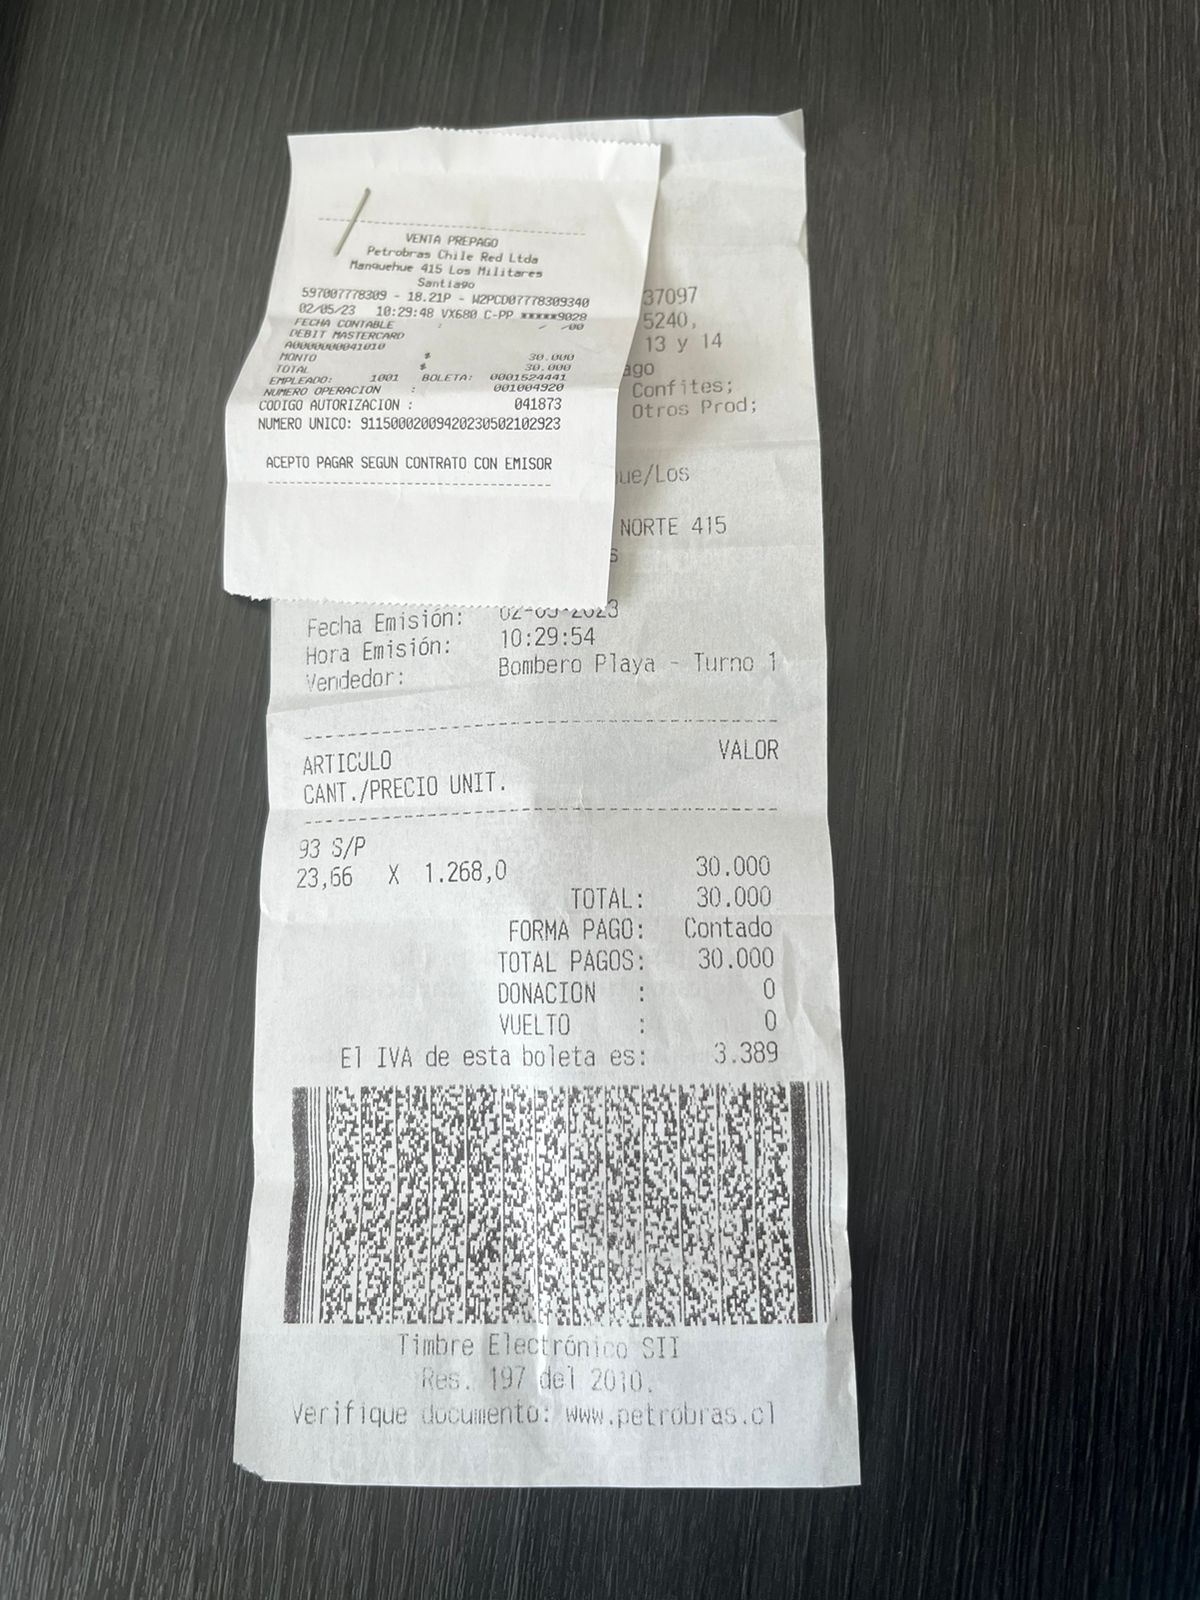 VENTA PREPAGO
Petrobras Chile Red Ltda
Manquehue 415 Los Militares
Santiago
597007778309 - 18.21P - W2PCD07778309340
02/05/23 10:29:48 VX680 C-PP *****9028
FECHA CONTABLE : / /00
DEBIT MASTERCARD
A0000000041010
MONTO $ 30.000
TOTAL $ 30.000
EMPLEADO: 1001 BOLETA: 0001524441
NUMERO OPERACION : 001004920
CODIGO AUTORIZACION : 041873
NUMERO UNICO: 91150002009420230502102923
ACEPTO PAGAR SEGUN CONTRATO CON EMISOR
37097
5240,
13 y 14
ago
Confites;
Otros Prod;
ue/Los
NORTE 415
s
Fecha Emisión: 02-05-2023
Hora Emisión: 10:29:54
Vendedor: Bombero Playa - Turno 1
ARTICULO VALOR
CANT./PRECIO UNIT.
93 S/P
23,66 X 1.268,0 30.000
TOTAL: 30.000
FORMA PAGO: Contado
TOTAL PAGOS: 30.000
DONACION : 0
VUELTO : 0
El IVA de esta boleta es: 3.389
Timbre Electrónico SII
Res. 197 del 2010.
Verifique documento: www.petrobras.cl